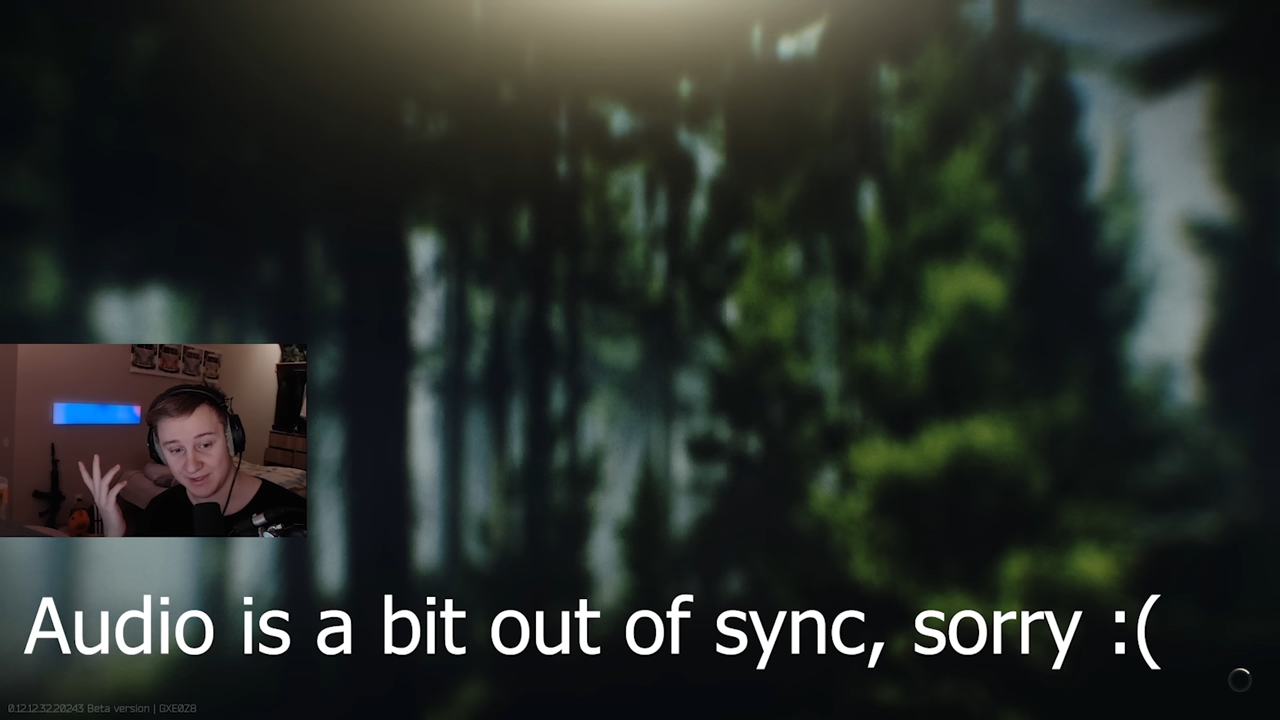 Audio is a bit out of sync, sorry :(
0.12.12.32.20243 Beta version | GXE0Z8